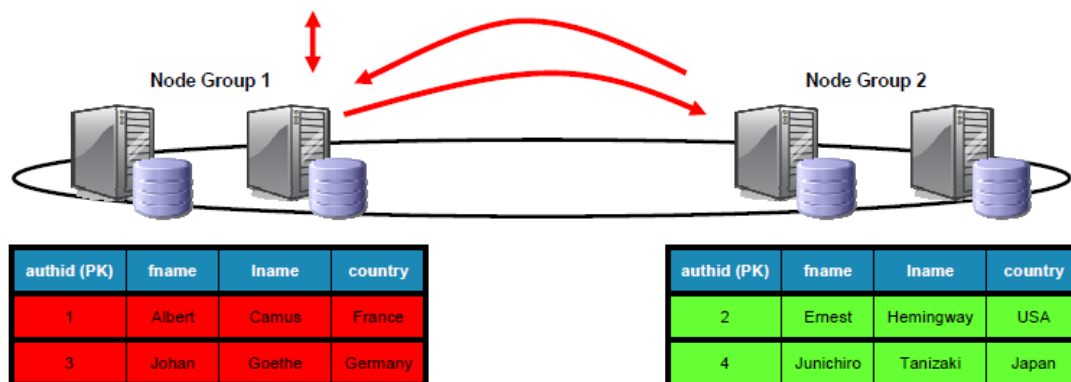 Node Group 1
Node Group 2
authid (PK) fname lname country
1 Albert Camus France
3 Johan Goethe Germany
authid (PK) fname lname country
2 Ernest Hemingway USA
4 Junichiro Tanizaki Japan